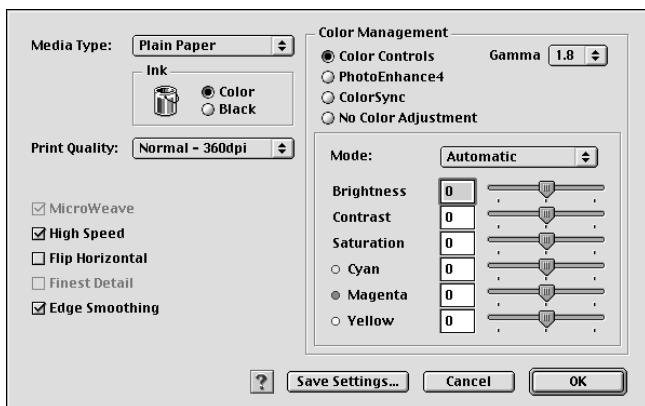 Media Type: Plain Paper
Ink
Color
Black
Print Quality: Normal - 360dpi
MicroWeave
High Speed
Flip Horizontal
Finest Detail
Edge Smoothing
Color Management
Color Controls Gamma 1.8
PhotoEnhance4
ColorSync
No Color Adjustment
Mode: Automatic
Brightness 0
Contrast 0
Saturation 0
Cyan 0
Magenta 0
Yellow 0
? Save Settings... Cancel OK